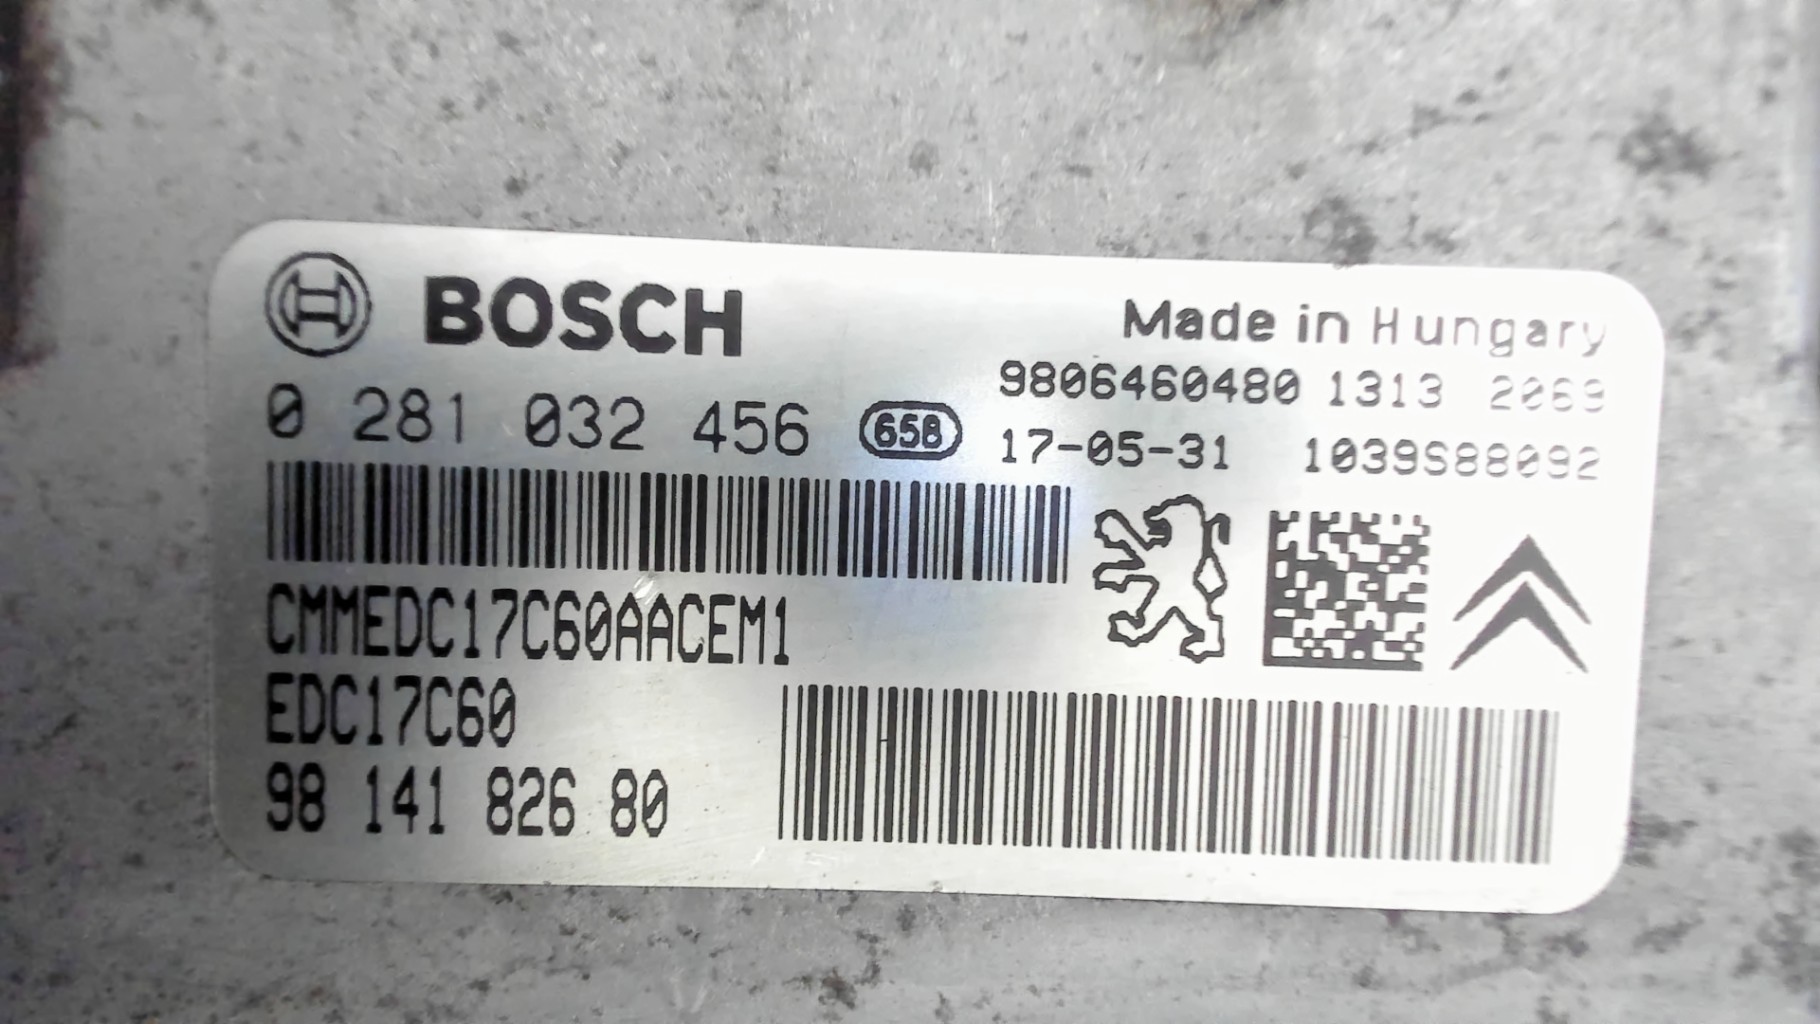 BOSCH
Made in Hungary
9806460480 1313 2069
0 281 032 456 658
17-05-31 1039S88092
CMMEDC17C60AACEM1
EDC17C60
98 141 826 80